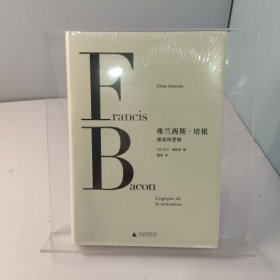 Gilles Deleuze
Francis
Bacon
弗兰西斯·培根
感觉的逻辑
Logique de
la sensation